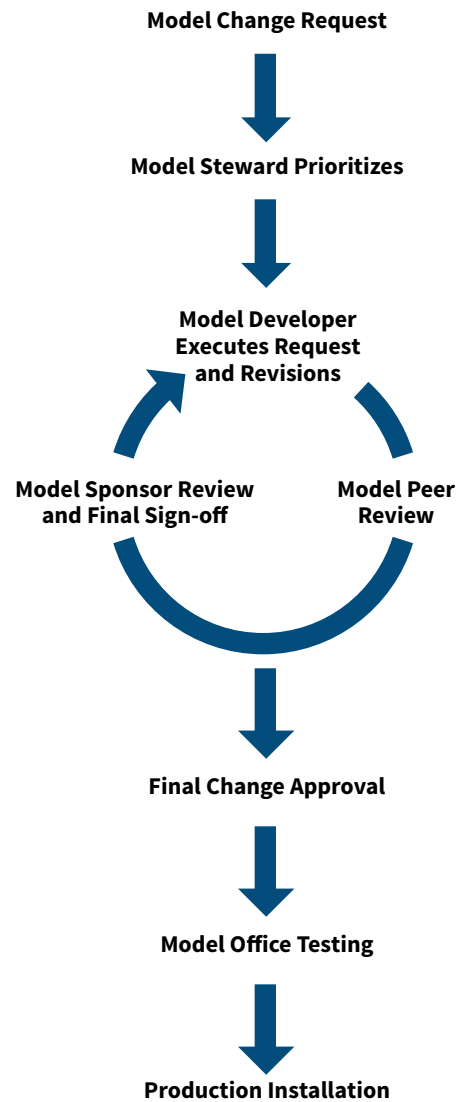 Model Change Request
Model Steward Prioritizes
Model Developer
Executes Request
and Revisions
Model Sponsor Review
and Final Sign-off
Model Peer
Review
Final Change Approval
Model Office Testing
Production Installation